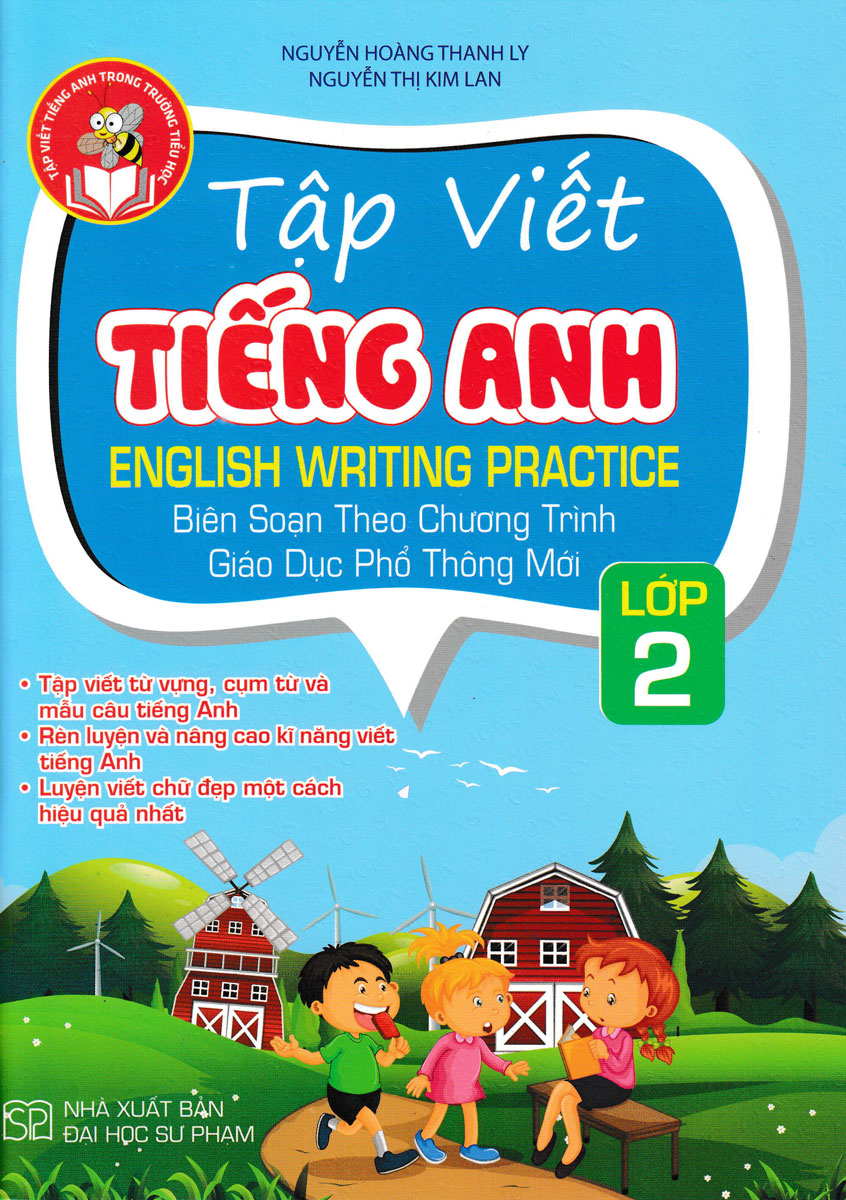 NGUYỄN HOÀNG THANH LY
NGUYỄN THỊ KIM LAN
TẬP VIẾT TIẾNG ANH TRONG TRƯỜNG TIỂU HỌC
Tập Viết
TIẾNG ANH
ENGLISH WRITING PRACTICE
Biên Soạn Theo Chương Trình
Giáo Dục Phổ Thông Mới
LỚP
2
• Tập viết từ vựng, cụm từ và
mẫu câu tiếng Anh
• Rèn luyện và nâng cao kĩ năng viết
tiếng Anh
• Luyện viết chữ đẹp một cách
hiệu quả nhất
SP
NHÀ XUẤT BẢN
ĐẠI HỌC SƯ PHẠM